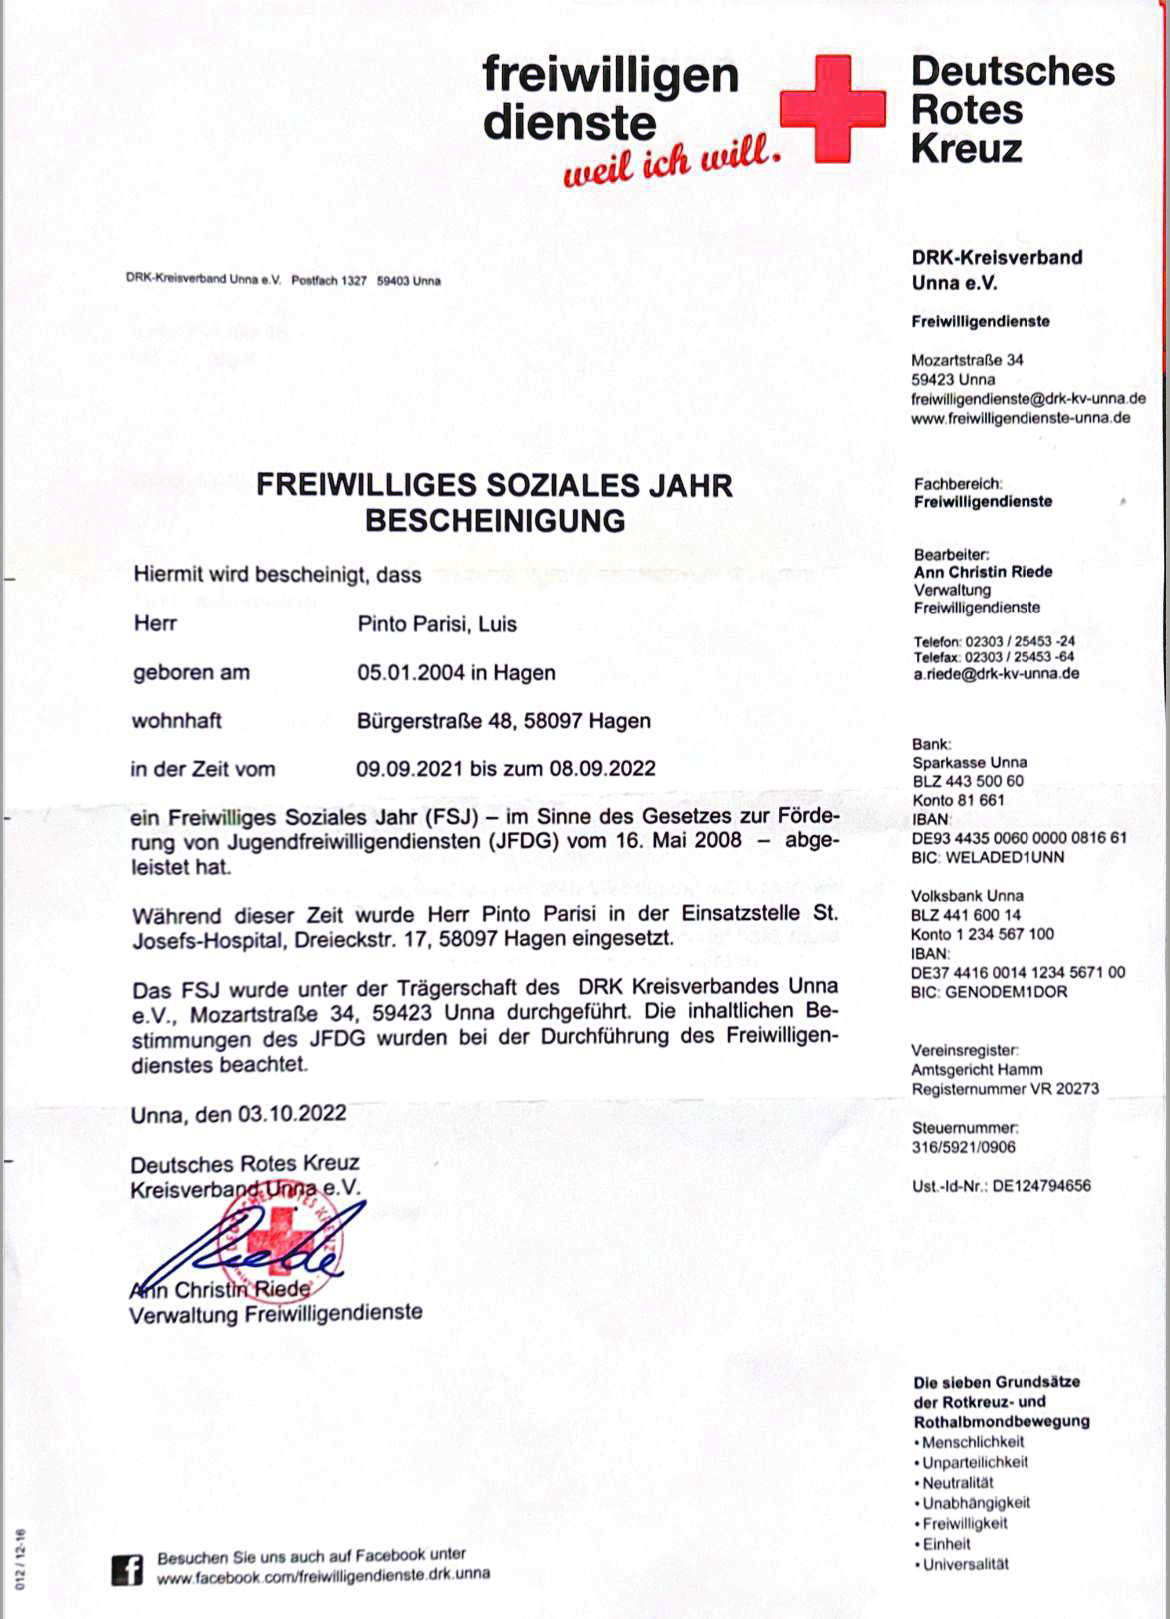 freiwilligen
dienste
weil ich will.
Deutsches
Rotes
Kreuz
DRK-Kreisverband Unna e.V. Postfach 1327 59403 Unna
DRK-Kreisverband
Unna e.V.
Freiwilligendienste
Mozartstraße 34
59423 Unna
freiwilligendienste@drk-kv-unna.de
www.freiwilligendienste-unna.de
Fachbereich:
Freiwilligendienste
Bearbeiter:
Ann Christin Riede
Verwaltung
Freiwilligendienste
Telefon: 02303 / 25453 -24
Telefax: 02303 / 25453 -64
a.riede@drk-kv-unna.de
Bank:
Sparkasse Unna
BLZ 443 500 60
Konto 81 661
IBAN:
DE93 4435 0060 0000 0816 61
BIC: WELADED1UNN
Volksbank Unna
BLZ 441 600 14
Konto 1 234 567 100
IBAN:
DE37 4416 0014 1234 5671 00
BIC: GENODEM1DOR
Vereinsregister:
Amtsgericht Hamm
Registernummer VR 20273
Steuernummer:
316/5921/0906
Ust.-Id-Nr.: DE124794656
FREIWILLIGES SOZIALES JAHR
BESCHEINIGUNG
Hiermit wird bescheinigt, dass
Herr Pinto Parisi, Luis
geboren am 05.01.2004 in Hagen
wohnhaft Bürgerstraße 48, 58097 Hagen
in der Zeit vom 09.09.2021 bis zum 08.09.2022
ein Freiwilliges Soziales Jahr (FSJ) – im Sinne des Gesetzes zur Förde-
rung von Jugendfreiwilligendiensten (JFDG) vom 16. Mai 2008 – abge-
leistet hat.
Während dieser Zeit wurde Herr Pinto Parisi in der Einsatzstelle St.
Josefs-Hospital, Dreieckstr. 17, 58097 Hagen eingesetzt.
Das FSJ wurde unter der Trägerschaft des DRK Kreisverbandes Unna
e.V., Mozartstraße 34, 59423 Unna durchgeführt. Die inhaltlichen Be-
stimmungen des JFDG wurden bei der Durchführung des Freiwilligen-
dienstes beachtet.
Unna, den 03.10.2022
Deutsches Rotes Kreuz
Kreisverband Unna e.V.
DEUTSCHES ROTES KREUZ
Riede
Ann Christin Riede
Verwaltung Freiwilligendienste
Die sieben Grundsätze
der Rotkreuz- und
Rothalbmondbewegung
• Menschlichkeit
• Unparteilichkeit
• Neutralität
• Unabhängigkeit
• Freiwilligkeit
• Einheit
• Universalität
012 / 12-16
f
Besuchen Sie uns auch auf Facebook unter
www.facebook.com/freiwilligendienste.drk.unna